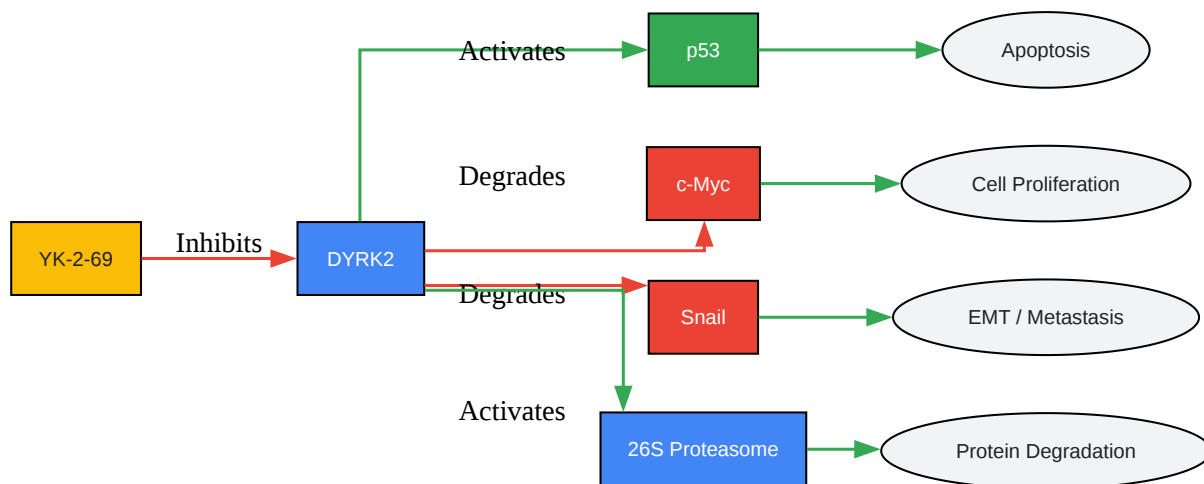 Activates
p53
Apoptosis
Degrades
c-Myc
Cell Proliferation
YK-2-69
Inhibits
DYRK2
Degrades
Snail
EMT / Metastasis
Activates
26S Proteasome
Protein Degradation